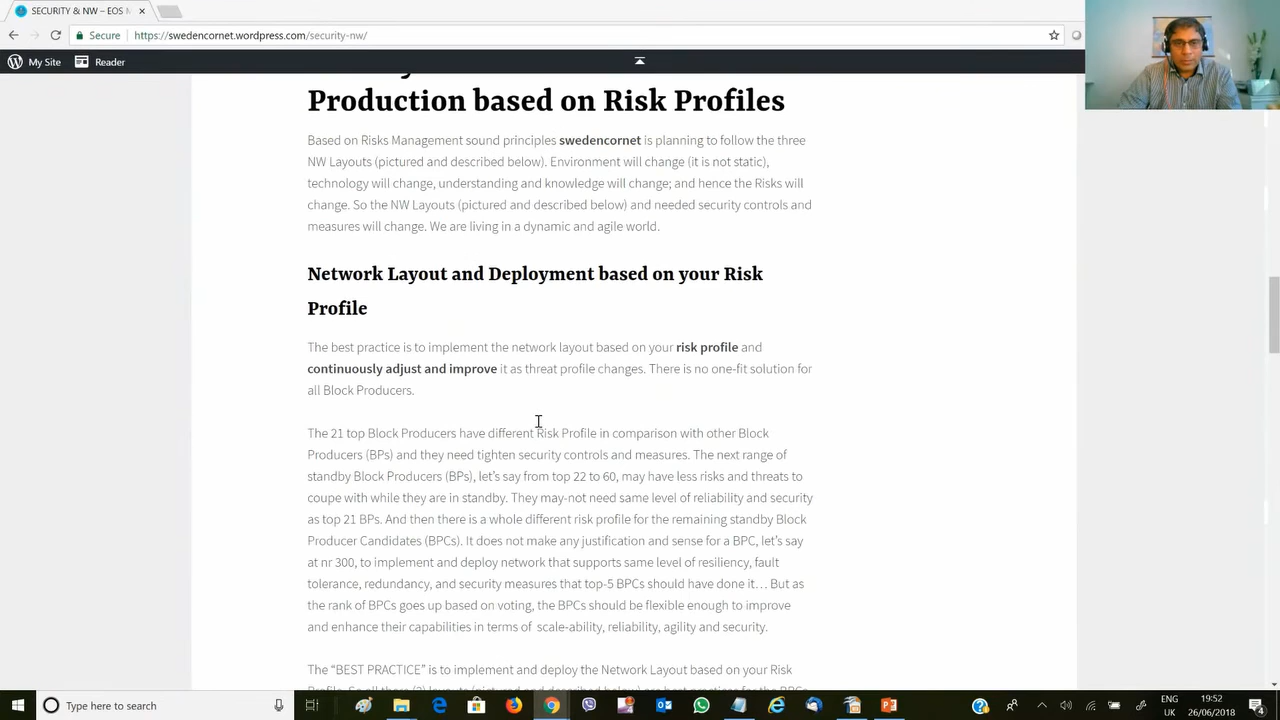 SECURITY & NW – EOS
Secure
https://swedencornet.wordpress.com/security-nw/
My Site
Reader
Production based on Risk Profiles
Based on Risks Management sound principles swedencornet is planning to follow the three
NW Layouts (pictured and described below). Environment will change (it is not static),
technology will change, understanding and knowledge will change; and hence the Risks will
change. So the NW Layouts (pictured and described below) and needed security controls and
measures will change. We are living in a dynamic and agile world.
Network Layout and Deployment based on your Risk
Profile
The best practice is to implement the network layout based on your risk profile and
continuously adjust and improve it as threat profile changes. There is no one-fit solution for
all Block Producers.
The 21 top Block Producers have different Risk Profile in comparison with other Block
Producers (BPs) and they need tighten security controls and measures. The next range of
standby Block Producers (BPs), let's say from top 22 to 60, may have less risks and threats to
coupe with while they are in standby. They may-not need same level of reliability and security
as top 21 BPs. And then there is a whole different risk profile for the remaining standby Block
Producer Candidates (BPCs). It does not make any justification and sense for a BPC, let's say
at nr 300, to implement and deploy network that supports same level of resiliency, fault
tolerance, redundancy, and security measures that top-5 BPCs should have done it… But as
the rank of BPCs goes up based on voting, the BPCs should be flexible enough to improve
and enhance their capabilities in terms of scale-ability, reliability, agility and security.
The “BEST PRACTICE” is to implement and deploy the Network Layout based on your Risk
Type here to search
ENG
UK
19:52
26/06/2018